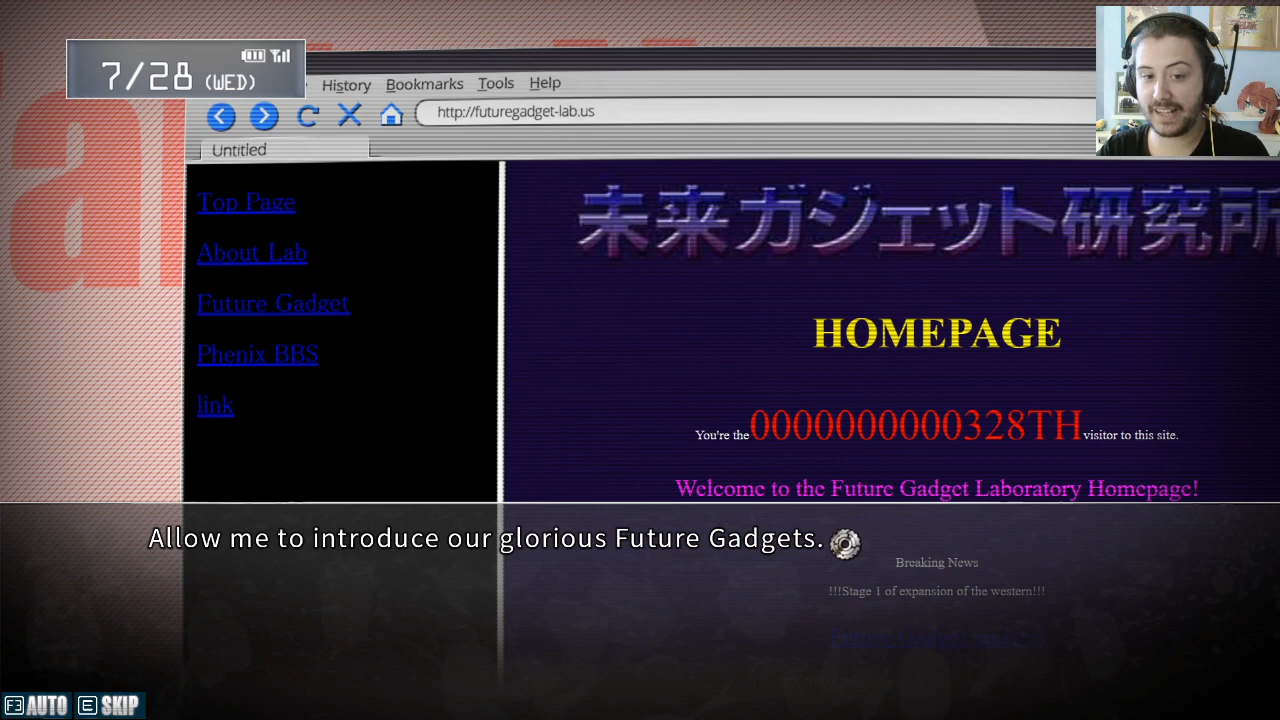 7/28 (WED)
History Bookmarks Tools Help
http://futuregadget-lab.us
Untitled
Top Page
About Lab
Future Gadget
Phenix BBS
link
未来ガジェット研究所
HOMEPAGE
You're the 0000000000328TH visitor to this site.
Welcome to the Future Gadget Laboratory Homepage!
Allow me to introduce our glorious Future Gadgets.
Breaking News
!!!Stage 1 of expansion of the western!!!
F3 AUTO E SKIP